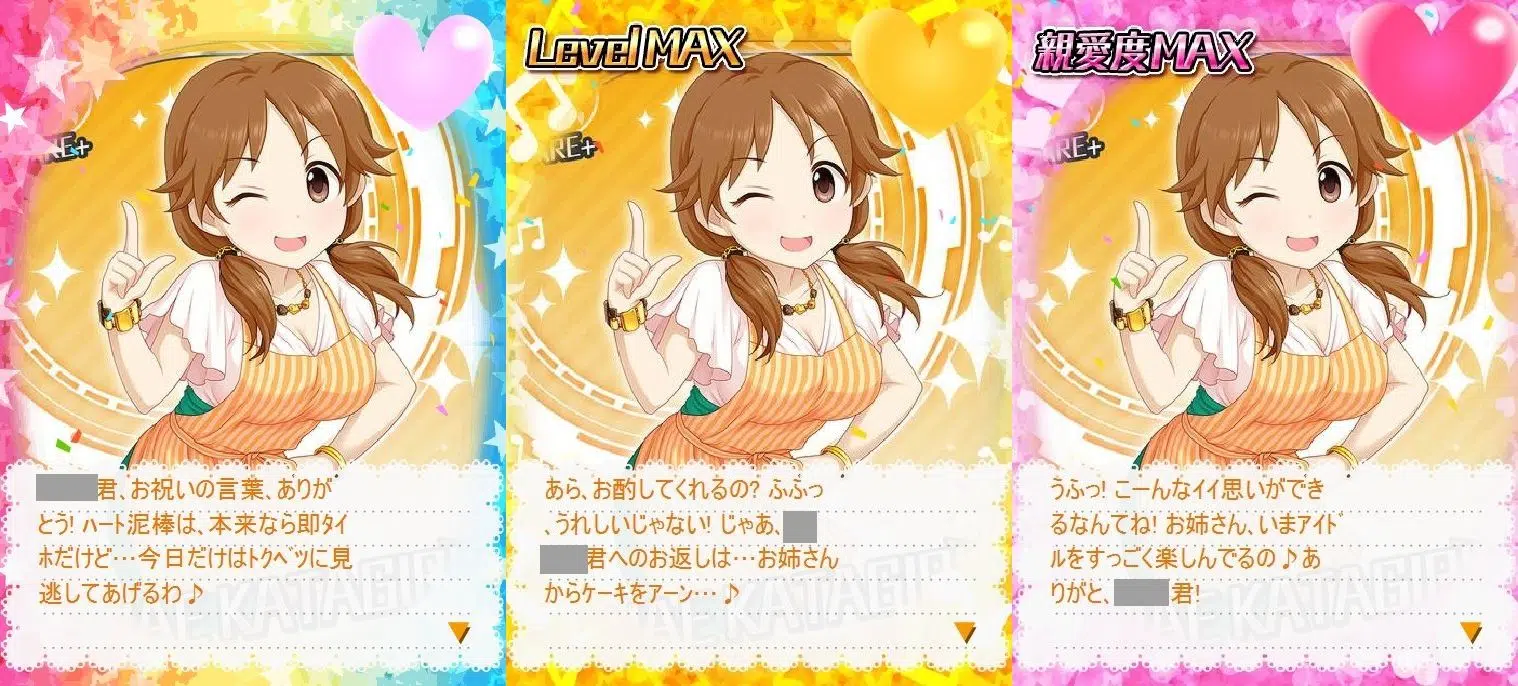 RE+
君、お祝いの言葉、ありが
とう! ﾊｰﾄ泥棒は、本来なら即ﾀｲ
ﾎだけど…今日だけはﾄｸﾍﾞﾂに見
逃してあげるわ♪
KATAGIRI
Level MAX
RE+
あら、お酌してくれるの? ふふっ
、うれしいじゃない! じゃあ、
君へのお返しは…お姉さん
からケーキをアーン…♪
KATAGIRI
親愛度MAX
RE+
うふっ! こーんなイイ思いができ
るなんてね! お姉さん、いまｱｲﾄﾞ
ﾙをすっごく楽しんでるの♪あ
りがと、君!
KATAGIRI